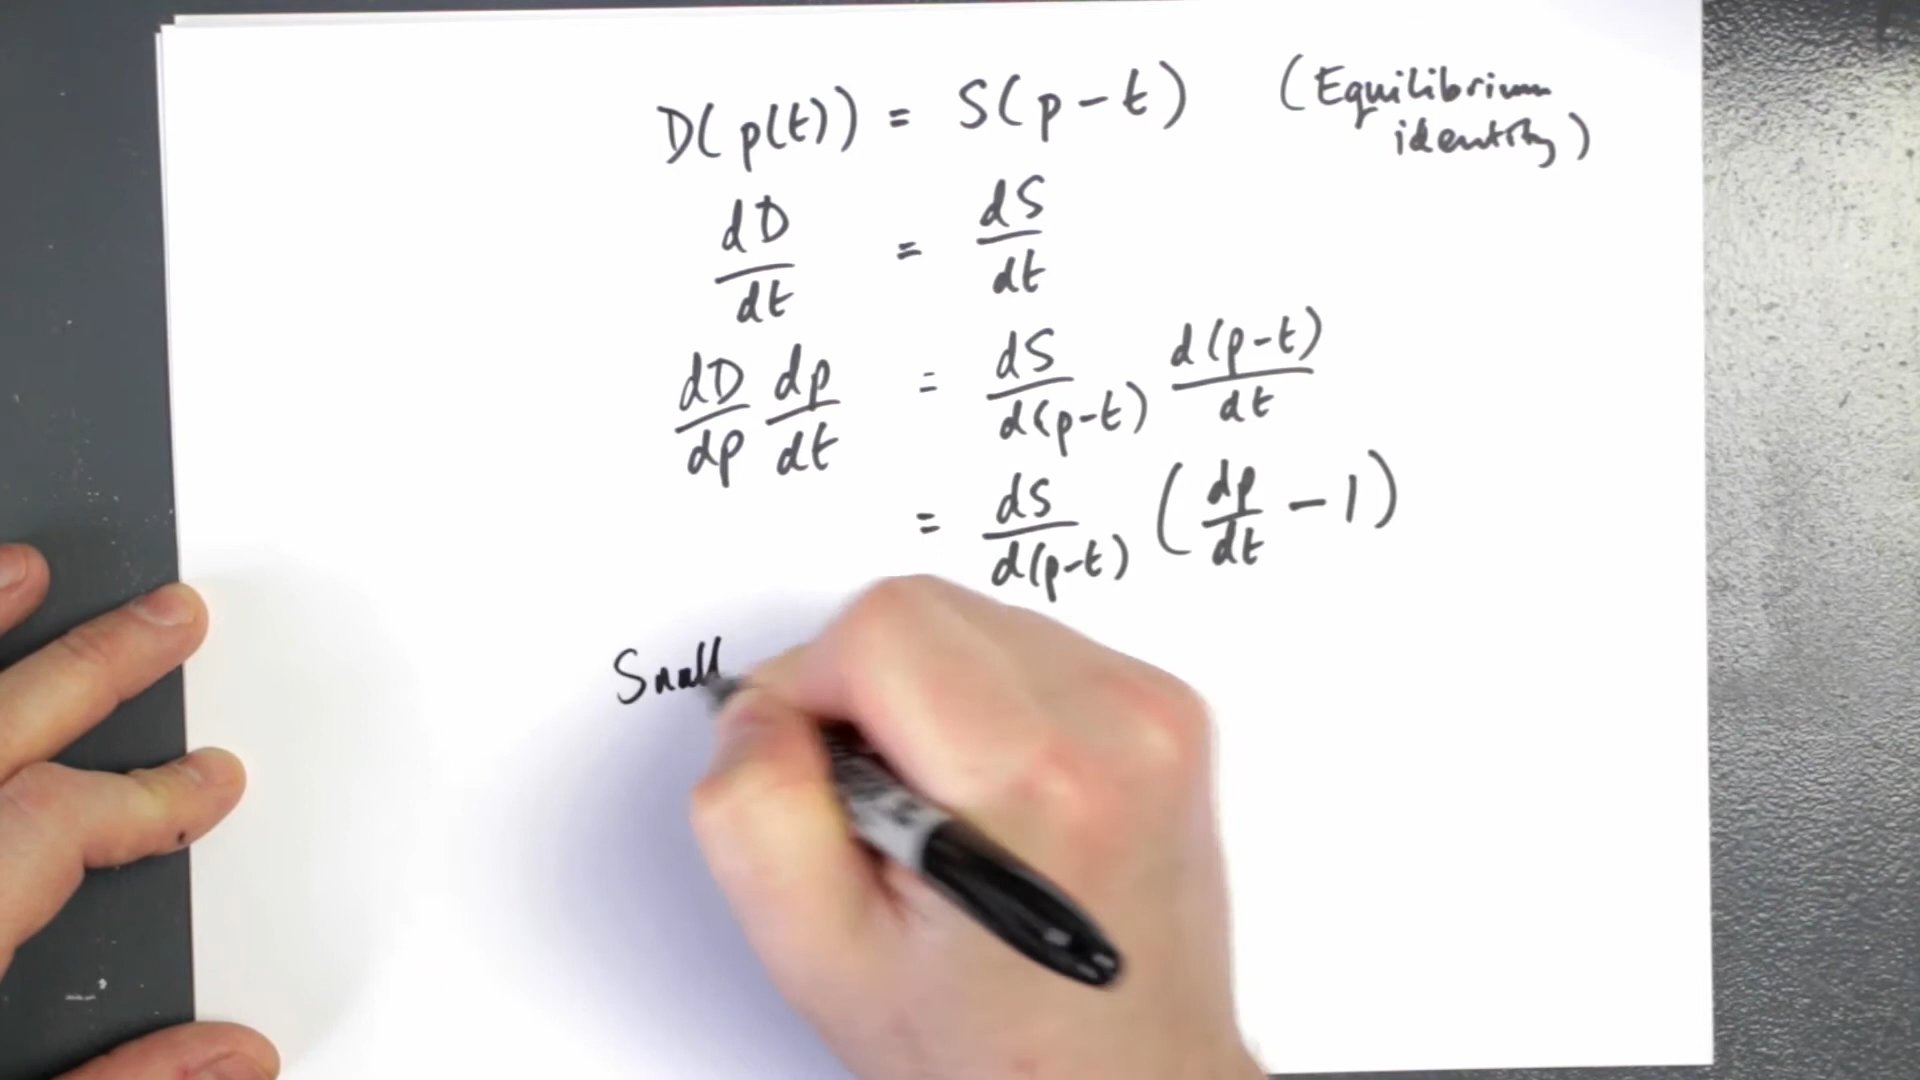 D(p(t)) = S(p-t) (Equilibrium identity)
dD/dt = dS/dt
dD/dp dp/dt = dS/d(p-t) d(p-t)/dt
= dS/d(p-t) (dp/dt - 1)
Small